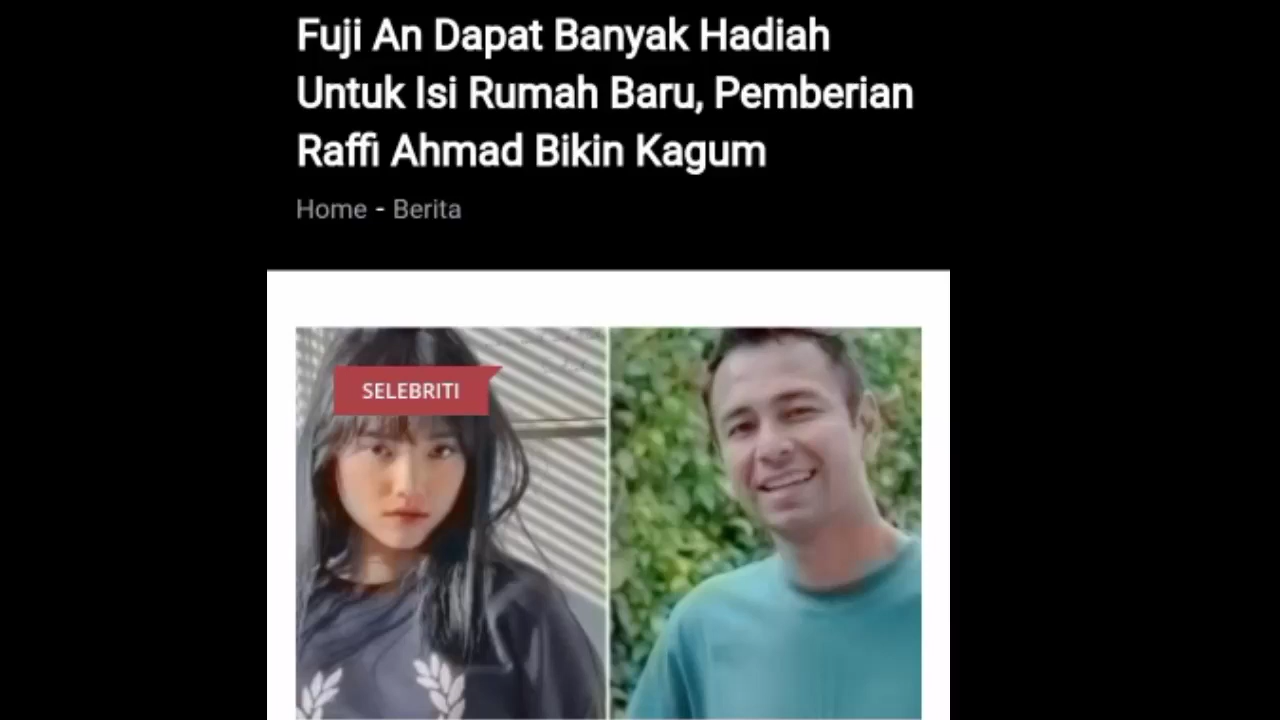 Fuji An Dapat Banyak Hadiah
Untuk Isi Rumah Baru, Pemberian
Raffi Ahmad Bikin Kagum
Home - Berita
SELEBRITI